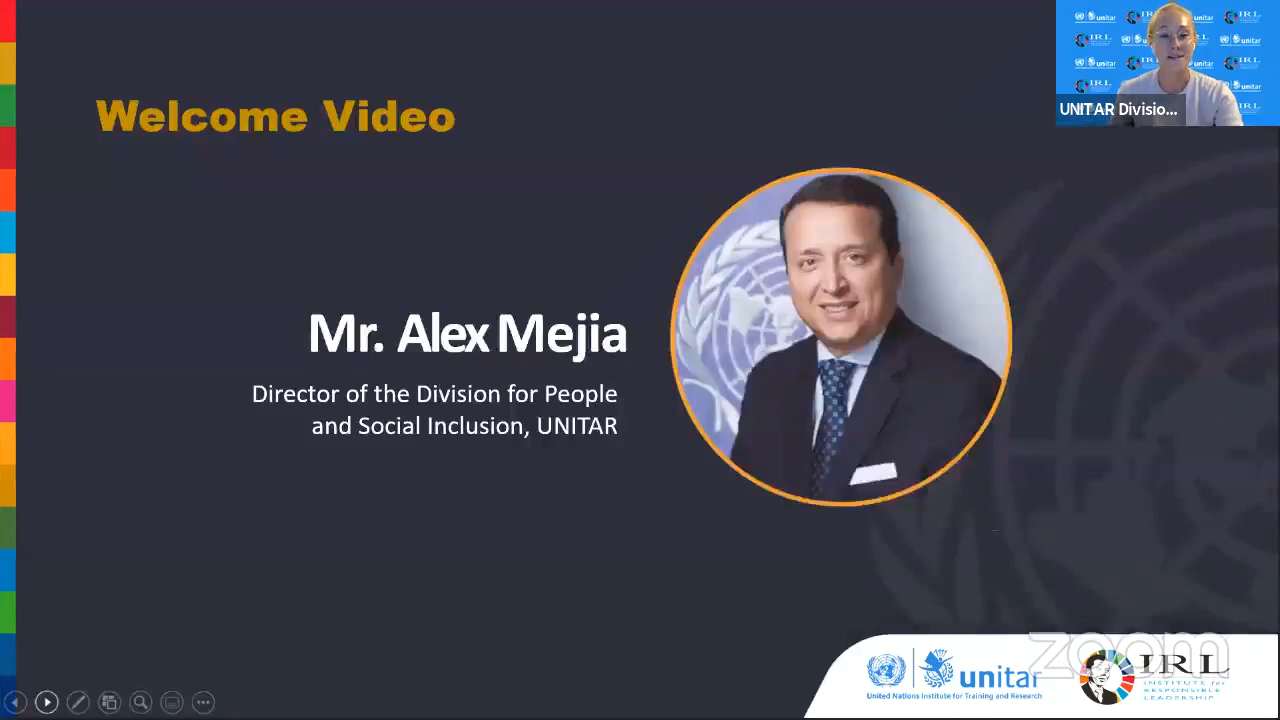 Welcome Video
UNITAR Divisio...
Mr. Alex Mejia
Director of the Division for People
and Social Inclusion, UNITAR
zoom
unitar
United Nations Institute for Training and Research
IRL
INSTITUTE for
RESPONSIBLE
LEADERSHIP